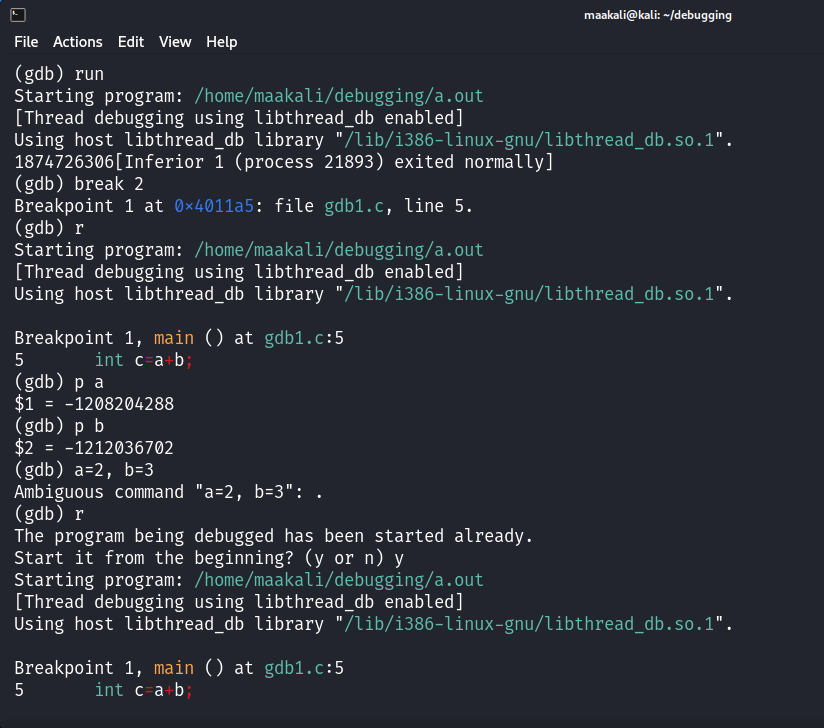 maakali@kali: ~/debugging
File Actions Edit View Help
(gdb) run
Starting program: /home/maakali/debugging/a.out
[Thread debugging using libthread_db enabled]
Using host libthread_db library "/lib/i386-linux-gnu/libthread_db.so.1".
1874726306[Inferior 1 (process 21893) exited normally]
(gdb) break 2
Breakpoint 1 at 0×4011a5: file gdb1.c, line 5.
(gdb) r
Starting program: /home/maakali/debugging/a.out
[Thread debugging using libthread_db enabled]
Using host libthread_db library "/lib/i386-linux-gnu/libthread_db.so.1".
Breakpoint 1, main () at gdb1.c:5
5 int c=a+b;
(gdb) p a
$1 = -1208204288
(gdb) p b
$2 = -1212036702
(gdb) a=2, b=3
Ambiguous command "a=2, b=3": .
(gdb) r
The program being debugged has been started already.
Start it from the beginning? (y or n) y
Starting program: /home/maakali/debugging/a.out
[Thread debugging using libthread_db enabled]
Using host libthread_db library "/lib/i386-linux-gnu/libthread_db.so.1".
Breakpoint 1, main () at gdb1.c:5
5 int c=a+b;